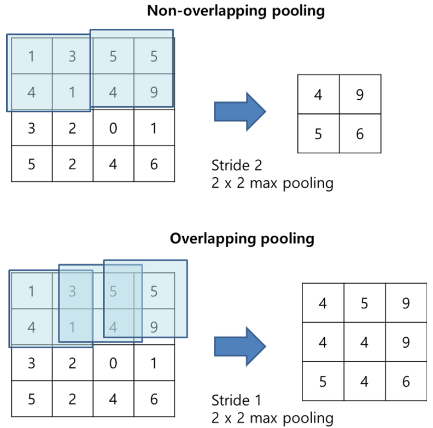 Non-overlapping pooling
1 3 5 5
4 1 4 9
3 2 0 1
5 2 4 6
4 9
5 6
Stride 2
2 x 2 max pooling
Overlapping pooling
1 3 5 5
4 1 4 9
3 2 0 1
5 2 4 6
4 5 9
4 4 9
5 4 6
Stride 1
2 x 2 max pooling